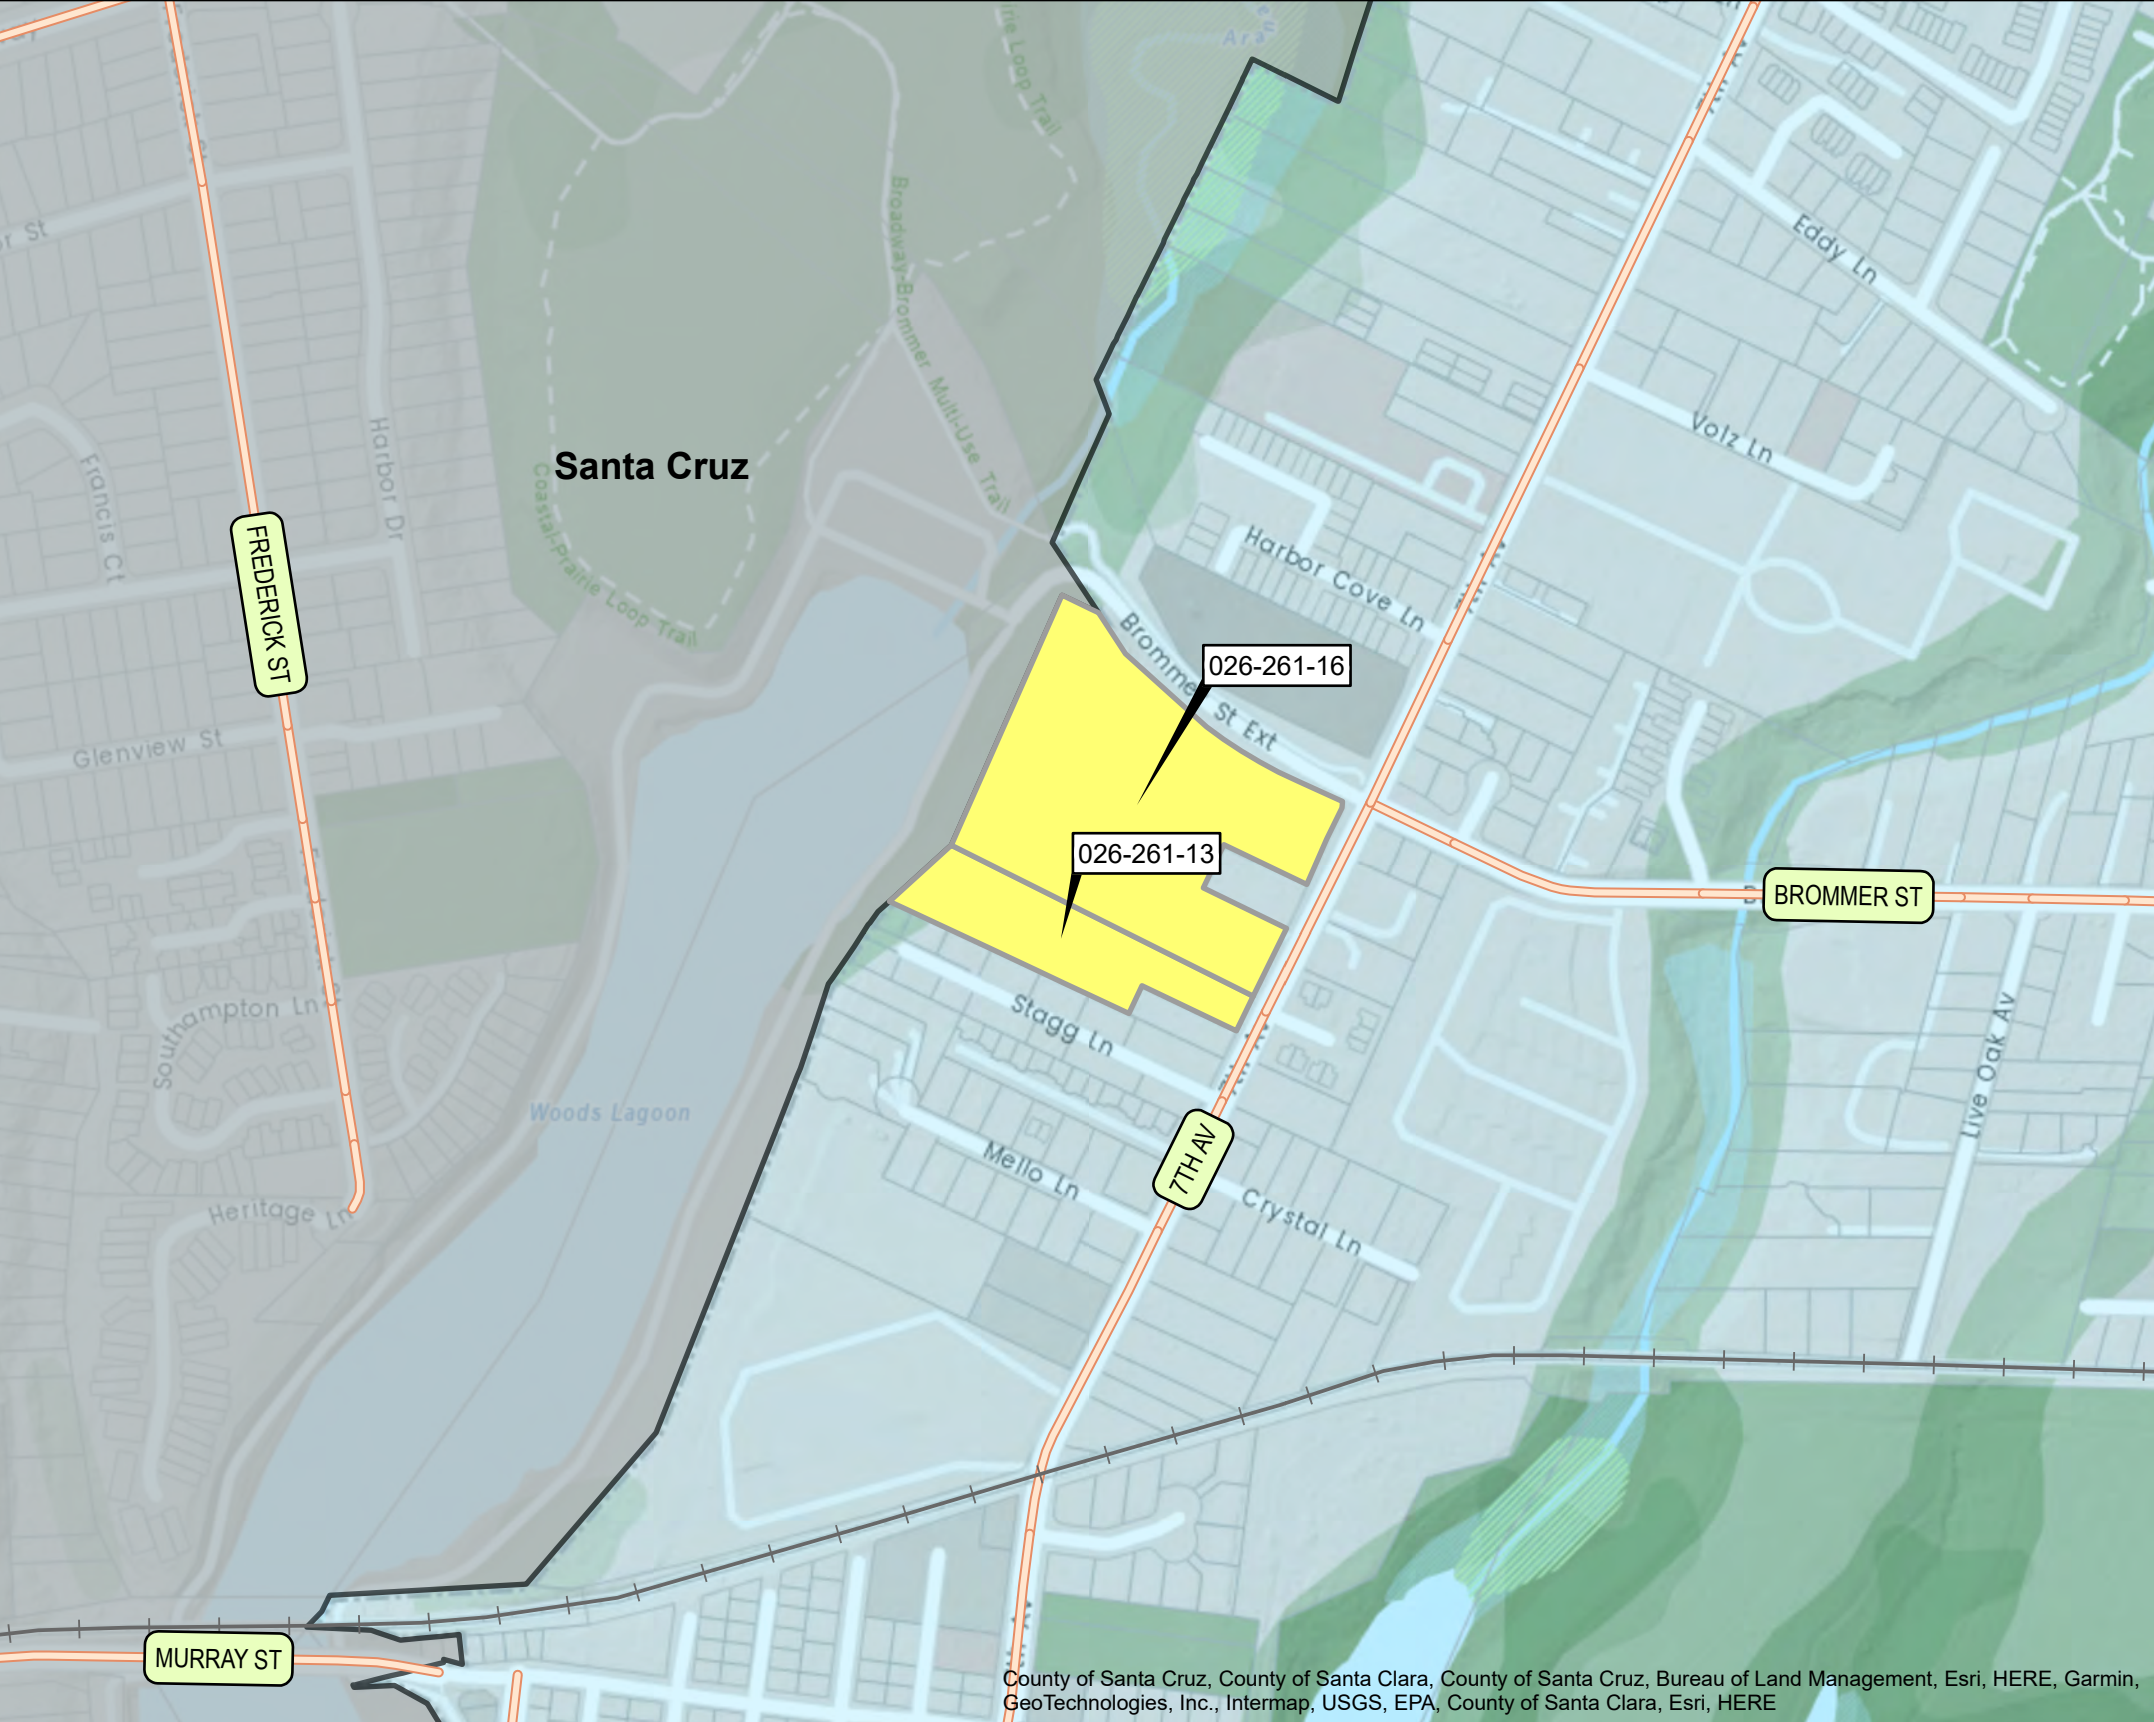 Coastal-Prairie Loop Trail
Broadway-Brommer Multi-Use Trail
rie Loop Trail
Santa Cruz
Harbor Dr
Francis Ct
FREDERICK ST
Glenview St
Southampton Ln
Heritage Ln
Woods Lagoon
Eddy Ln
Volz Ln
Harbor Cove Ln
Brommer St Ext
026-261-16
026-261-13
BROMMER ST
Stagg Ln
Mello Ln
Crystal Ln
7TH AV
Live Oak Av
MURRAY ST
County of Santa Cruz, County of Santa Clara, County of Santa Cruz, Bureau of Land Management, Esri, HERE, Garmin,
GeoTechnologies, Inc., Intermap, USGS, EPA, County of Santa Clara, Esri, HERE